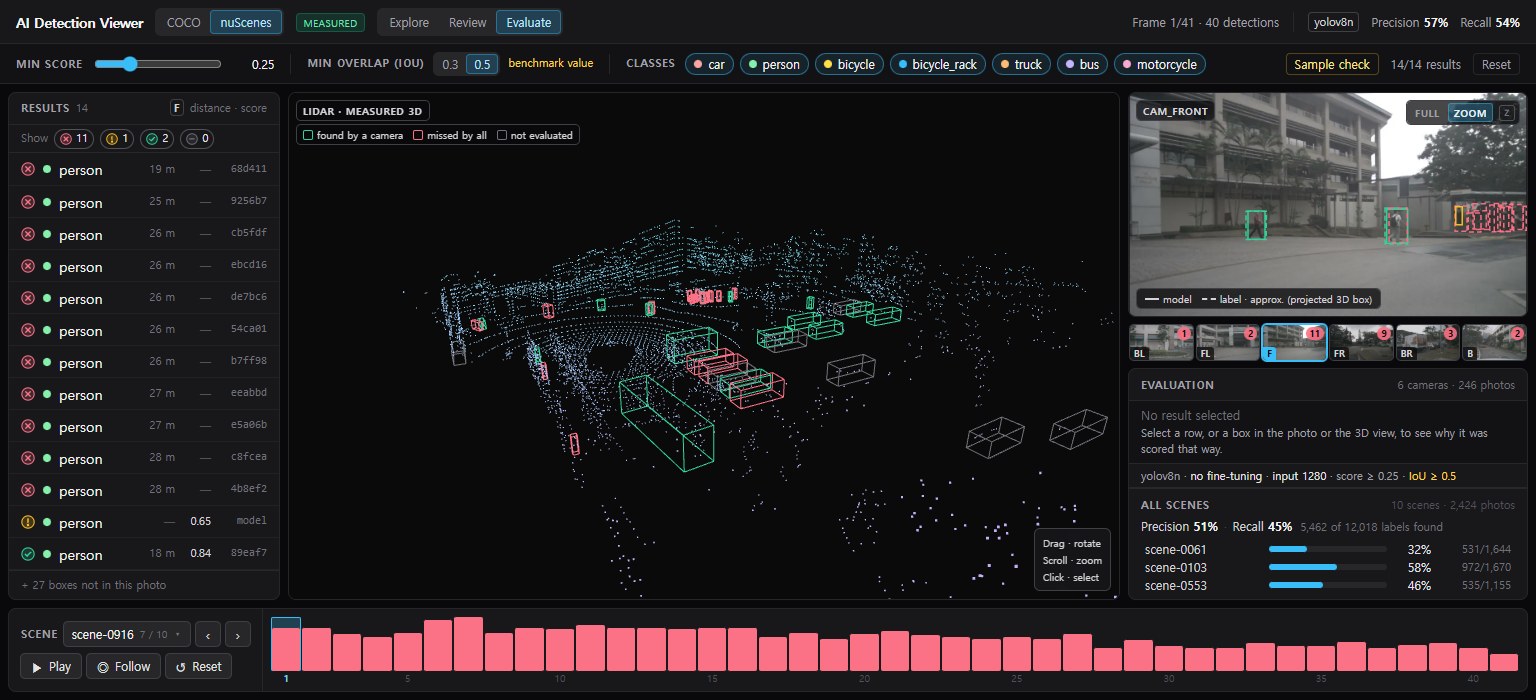 AI Detection Viewer COCO nuScenes MEASURED Explore Review Evaluate Frame 1/41 · 40 detections yolov8n Precision 57% Recall 54%
MIN SCORE 0.25 MIN OVERLAP (IOU) 0.3 0.5 benchmark value CLASSES car person bicycle bicycle_rack truck bus motorcycle Sample check 14/14 results Reset
RESULTS 14 F distance · score
Show 11 1 2 0
person 19 m — 68d411
person 25 m — 9256b7
person 26 m — cb5fdf
person 26 m — ebcd16
person 26 m — de7bc6
person 26 m — 54ca01
person 26 m — b7ff98
person 27 m — eeabbd
person 27 m — e5a06b
person 28 m — c8fcea
person 28 m — 4b8ef2
person — 0.65 model
person 18 m 0.84 89eaf7
+ 27 boxes not in this photo
LIDAR · MEASURED 3D
found by a camera missed by all not evaluated
Drag · rotate
Scroll · zoom
Click · select
CAM_FRONT FULL ZOOM Z
model label · approx. (projected 3D box)
1 2 11 9 3 2
BL FL F FR BR B
EVALUATION 6 cameras · 246 photos
No result selected
Select a row, or a box in the photo or the 3D view, to see why it was
scored that way.
yolov8n · no fine-tuning · input 1280 · score ≥ 0.25 · IoU ≥ 0.5
ALL SCENES 10 scenes · 2,424 photos
Precision 51% · Recall 45% 5,462 of 12,018 labels found
scene-0061 32% 531/1,644
scene-0103 58% 972/1,670
scene-0553 46% 535/1,155
SCENE scene-0916 7 / 10 ‹ ›
Play Follow Reset
1 5 10 15 20 25 30 35 40